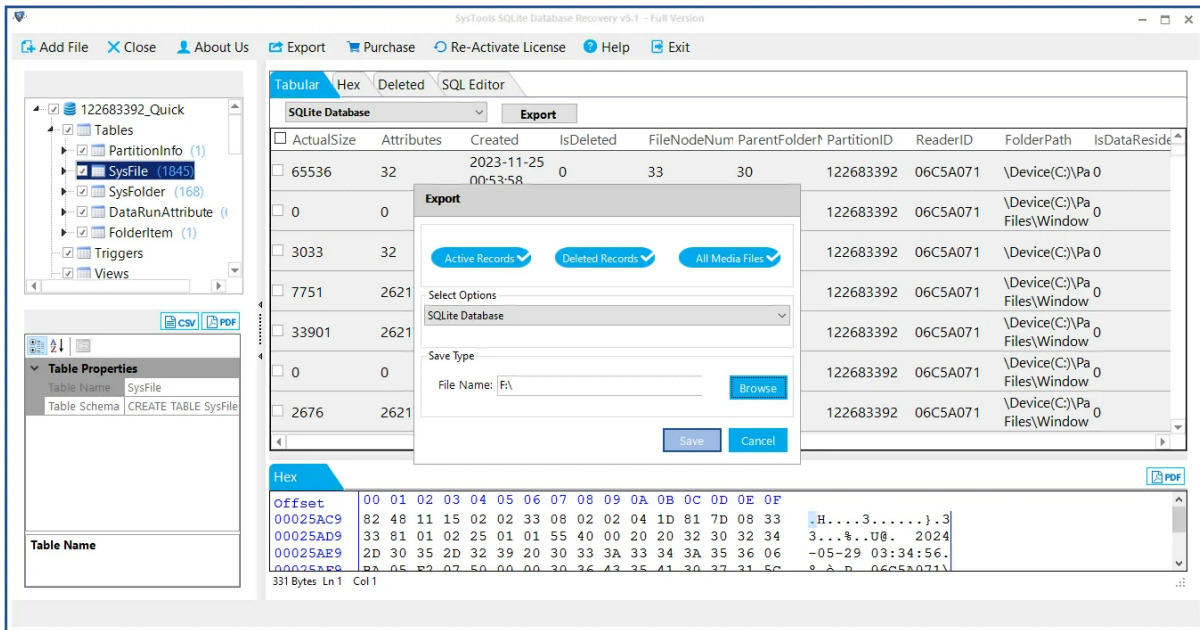 SysTools SQLite Database Recovery v5.1 - Full Version
Add File Close About Us Export Purchase Re-Activate License Help Exit
Tabular Hex Deleted SQL Editor
SQLite Database Export
122683392_Quick
Tables
PartitionInfo (1)
SysFile (1845)
SysFolder (168)
DataRunAttribute (
FolderItem (1)
Triggers
Views
CSV PDF
Table Properties
Table Name SysFile
Table Schema CREATE TABLE SysFile
Table Name
ActualSize Attributes Created IsDeleted FileNodeNum ParentFolderN PartitionID ReaderID FolderPath IsDataReside
65536 32 2023-11-25 00:53:58 0 33 30 122683392 06C5A071 \Device(C:)\Pa 0
0 0 122683392 06C5A071 \Device(C:)\Pa Files\Window 0
3033 32 122683392 06C5A071 \Device(C:)\Pa 0
7751 2621 122683392 06C5A071 \Device(C:)\Pa Files\Window 0
33901 2621 122683392 06C5A071 \Device(C:)\Pa Files\Window 0
0 0 122683392 06C5A071 \Device(C:)\Pa Files\Window 0
2676 2621 122683392 06C5A071 \Device(C:)\Pa Files\Window 0
Export
Active Records Deleted Records All Media Files
Select Options
SQLite Database
Save Type
File Name: F:\ Browse
Save Cancel
Hex
PDF
Offset 00 01 02 03 04 05 06 07 08 09 0A 0B 0C 0D 0E 0F
00025AC9 82 48 11 15 02 02 33 08 02 02 04 1D 81 7D 08 33 .H....3......}.3
00025AD9 33 81 01 02 25 01 01 55 40 00 20 20 32 30 32 34 3...%..U@. 2024
00025AE9 2D 30 35 2D 32 39 20 30 33 3A 33 34 3A 35 36 06 -05-29 03:34:56.
331 Bytes Ln 1 Col 1